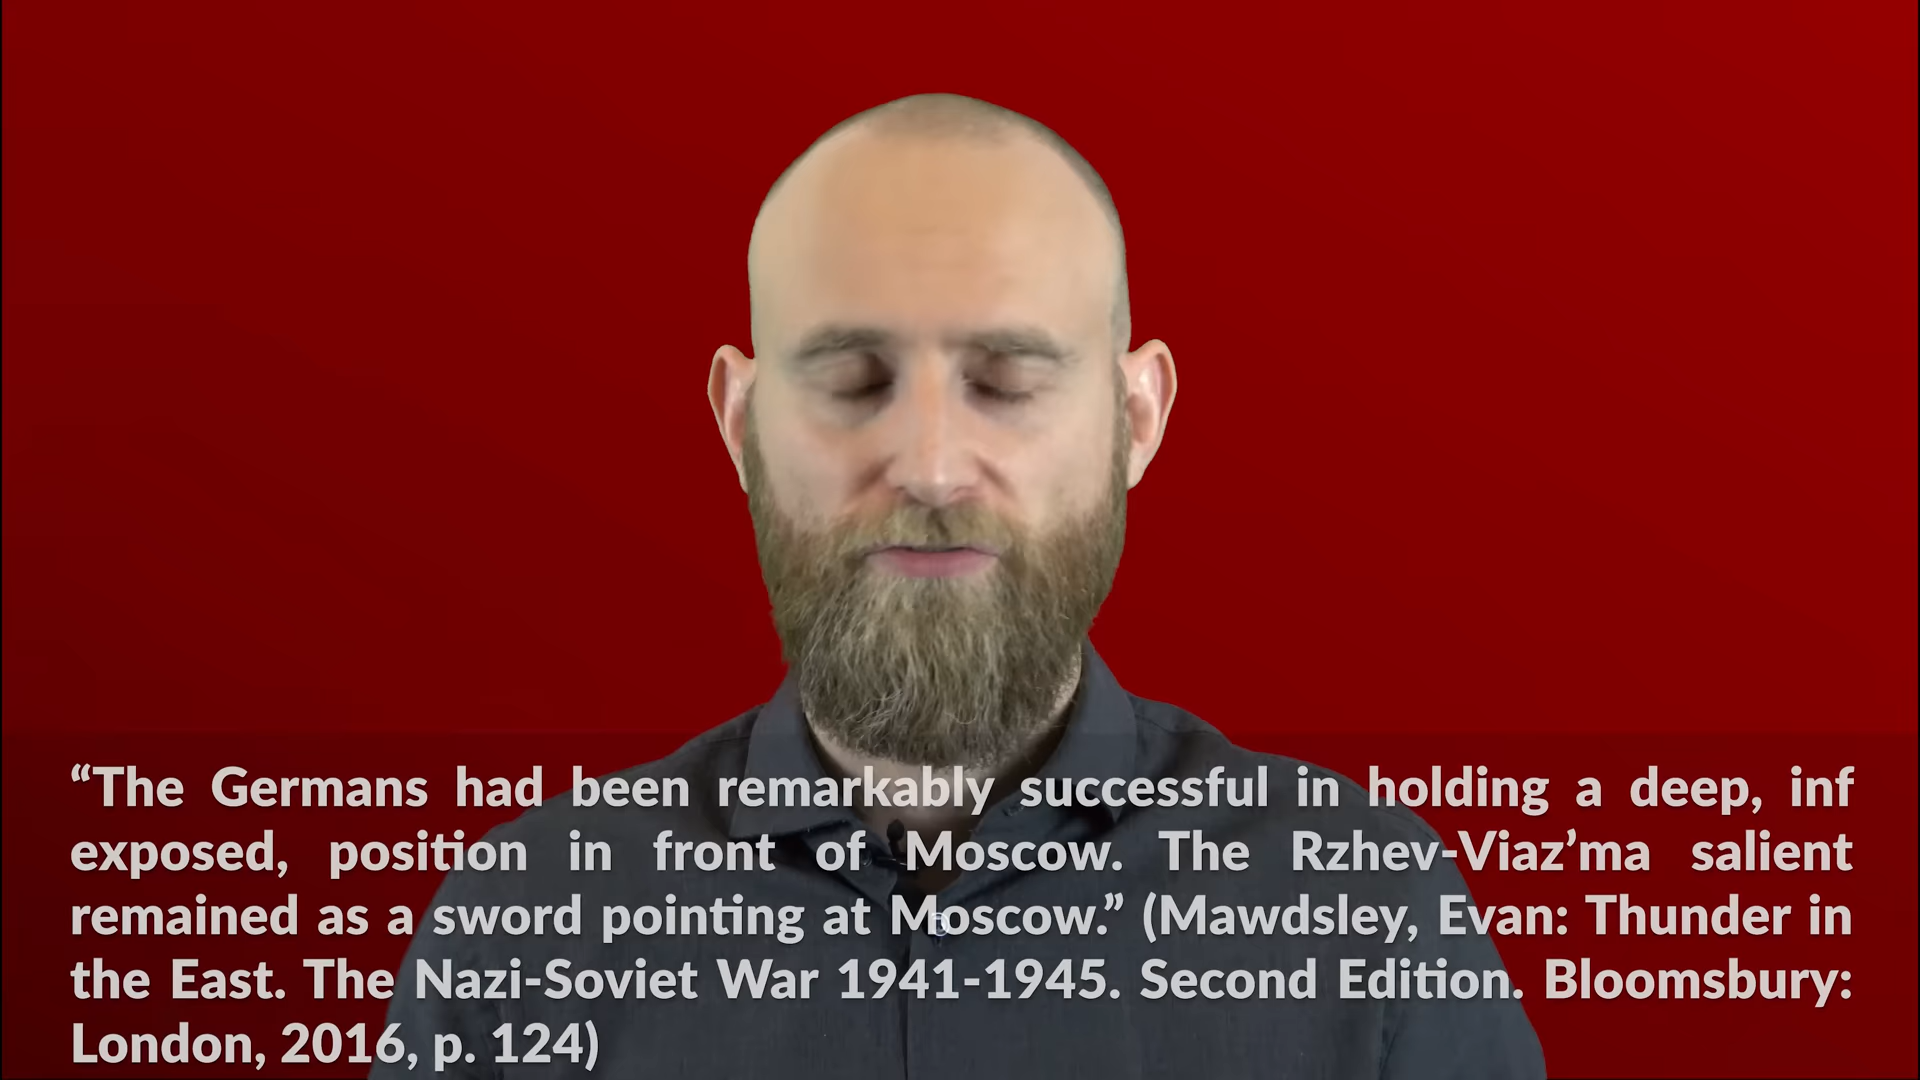 “The Germans had been remarkably successful in holding a deep, inf
exposed, position in front of Moscow. The Rzhev-Viaz’ma salient
remained as a sword pointing at Moscow.” (Mawdsley, Evan: Thunder in
the East. The Nazi-Soviet War 1941-1945. Second Edition. Bloomsbury:
London, 2016, p. 124)